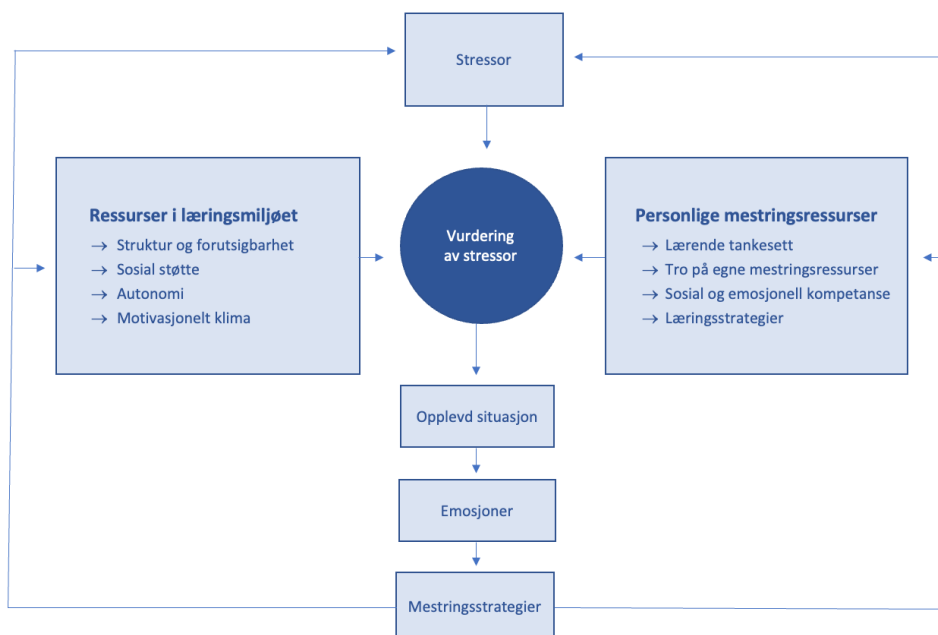 Stressor
Ressurser i læringsmiljøet
→ Struktur og forutsigbarhet
→ Sosial støtte
→ Autonomi
→ Motivasjonelt klima
Vurdering
av stressor
Personlige mestringsressurser
→ Lærende tankesett
→ Tro på egne mestringsressurser
→ Sosial og emosjonell kompetanse
→ Læringsstrategier
Opplevd situasjon
Emosjoner
Mestringsstrategier